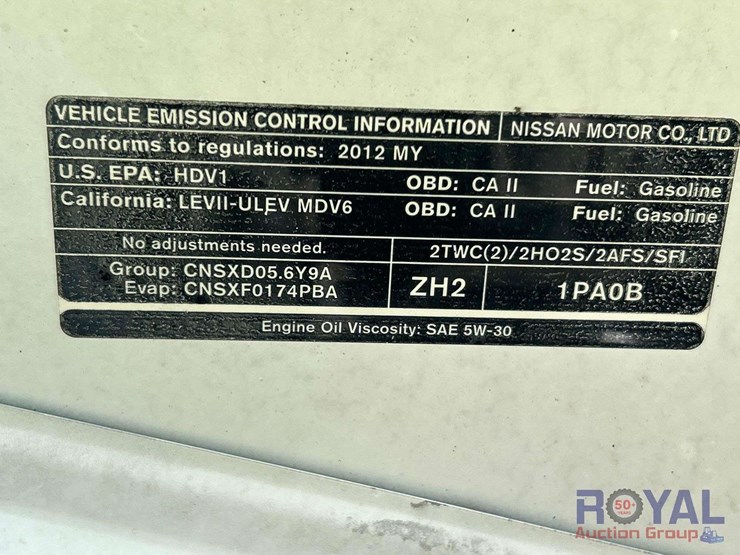 VEHICLE EMISSION CONTROL INFORMATION NISSAN MOTOR CO., LTD
Conforms to regulations: 2012 MY
U.S. EPA: HDV1 OBD: CA II Fuel: Gasoline
California: LEVII-ULEV MDV6 OBD: CA II Fuel: Gasoline
No adjustments needed. 2TWC(2)/2HO2S/2AFS/SFI
Group: CNSXD05.6Y9A
Evap: CNSXF0174PBA
ZH2 1PA0B
Engine Oil Viscosity: SAE 5W-30
50+
YEARS
ROYAL
Auction Group